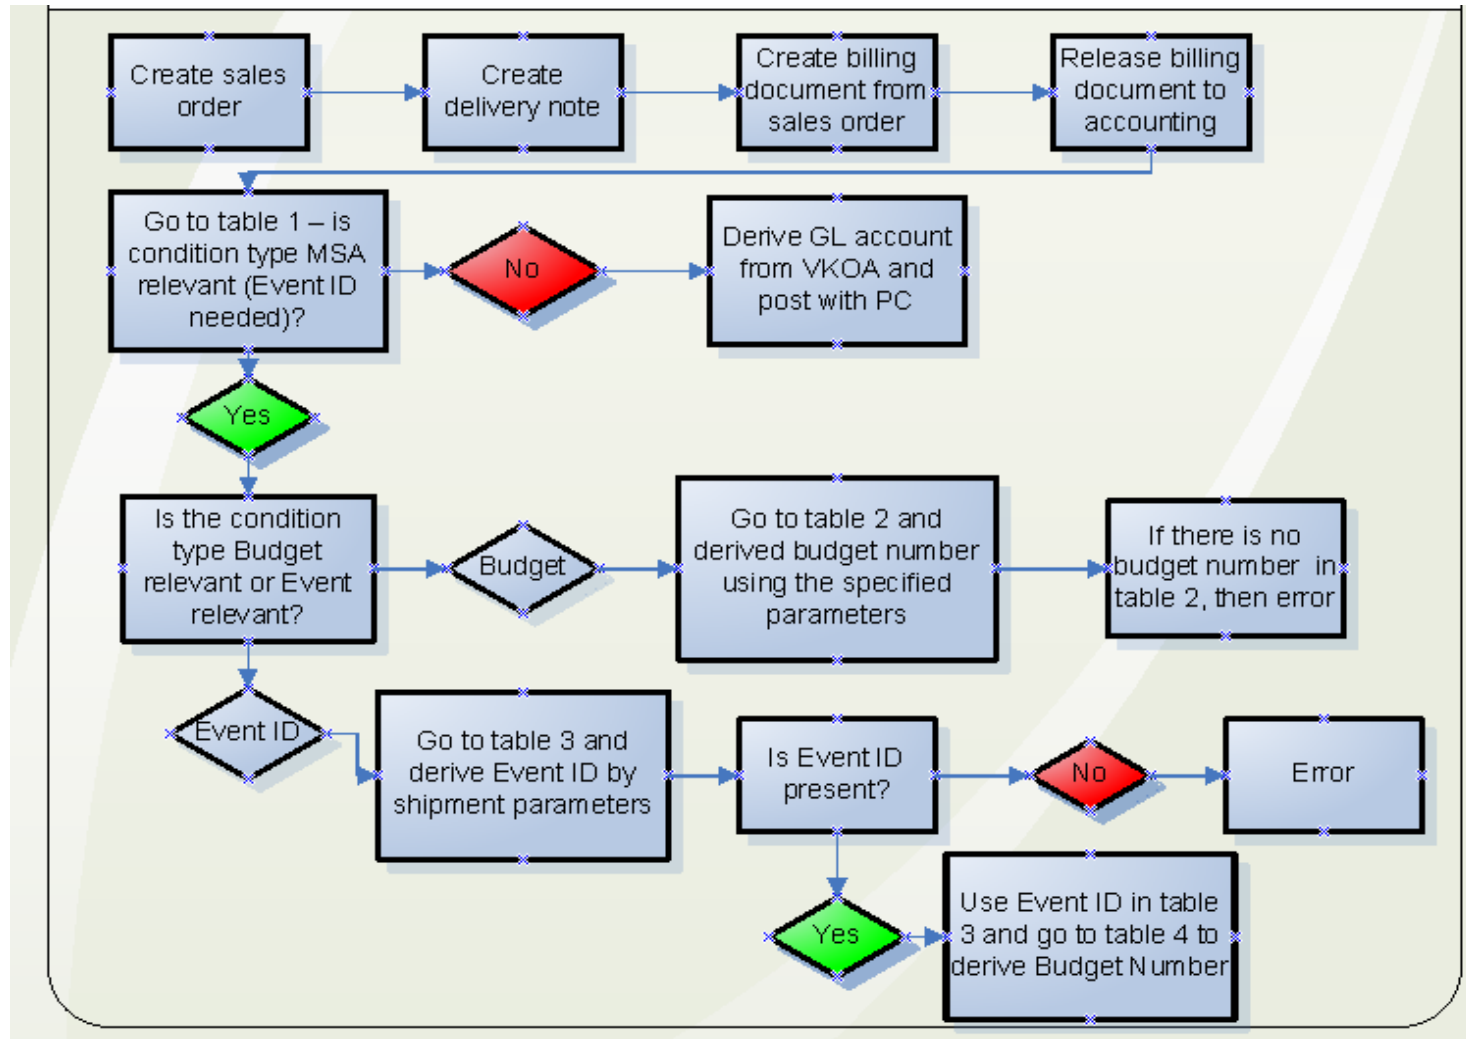 Create sales
order
Create
delivery note
Create billing
document from
sales order
Release billing
document to
accounting
Go to table 1 – is
condition type MSA
relevant (Event ID
needed)?
No
Derive GL account
from VKOA and
post with PC
Yes
Is the condition
type Budget
relevant or Event
relevant?
Budget
Go to table 2 and
derived budget number
using the specified
parameters
If there is no
budget number in
table 2, then error
Event ID
Go to table 3 and
derive Event ID by
shipment parameters
Is Event ID
present?
No
Error
Yes
Use Event ID in table
3 and go to table 4 to
derive Budget Number